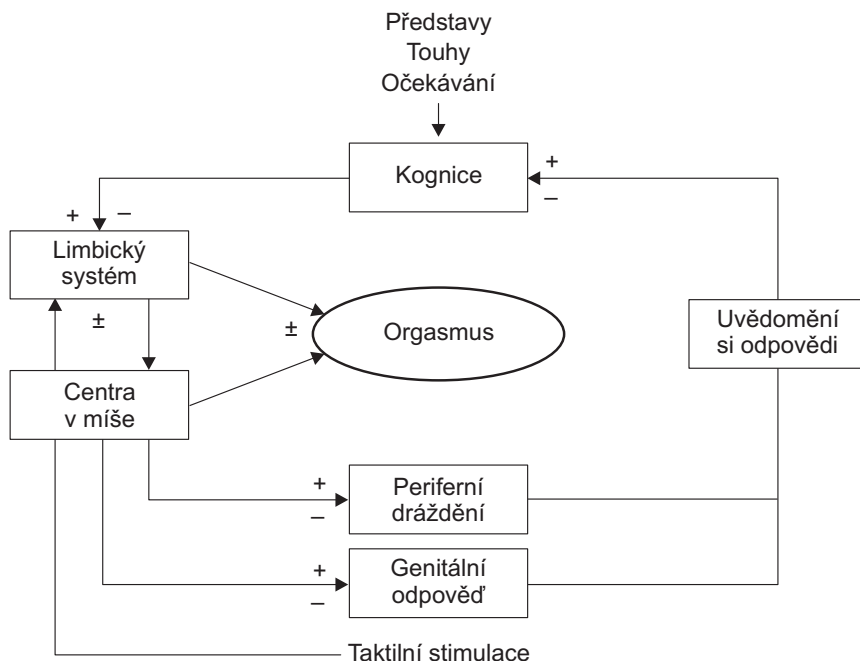 Představy
Touhy
Očekávání
Kognice
+
–
+ –
Limbický
systém
±
±
Orgasmus
Uvědomění
si odpovědi
Centra
v míše
+
–
Periferní
dráždění
+
–
Genitální
odpověď
Taktilní stimulace